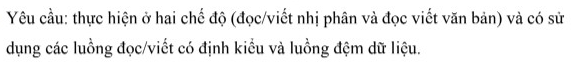 Yêu cầu: thực hiện ở hai chế độ (đọc/viết nhị phân và đọc viết văn bản) và có sử
dụng các luồng đọc/viết có định kiểu và luồng đệm dữ liệu.